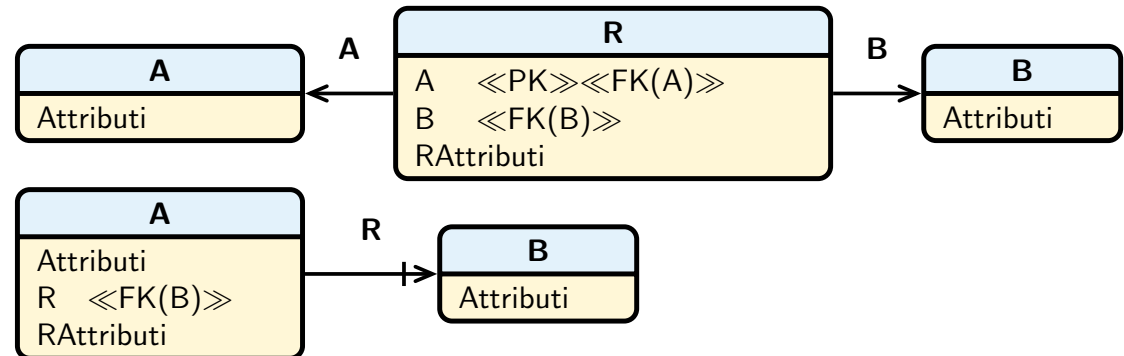 A
Attributi
A
R
A ≪PK≫≪FK(A)≫
B ≪FK(B)≫
RAttributi
B
B
Attributi
A
Attributi
R ≪FK(B)≫
RAttributi
R
B
Attributi